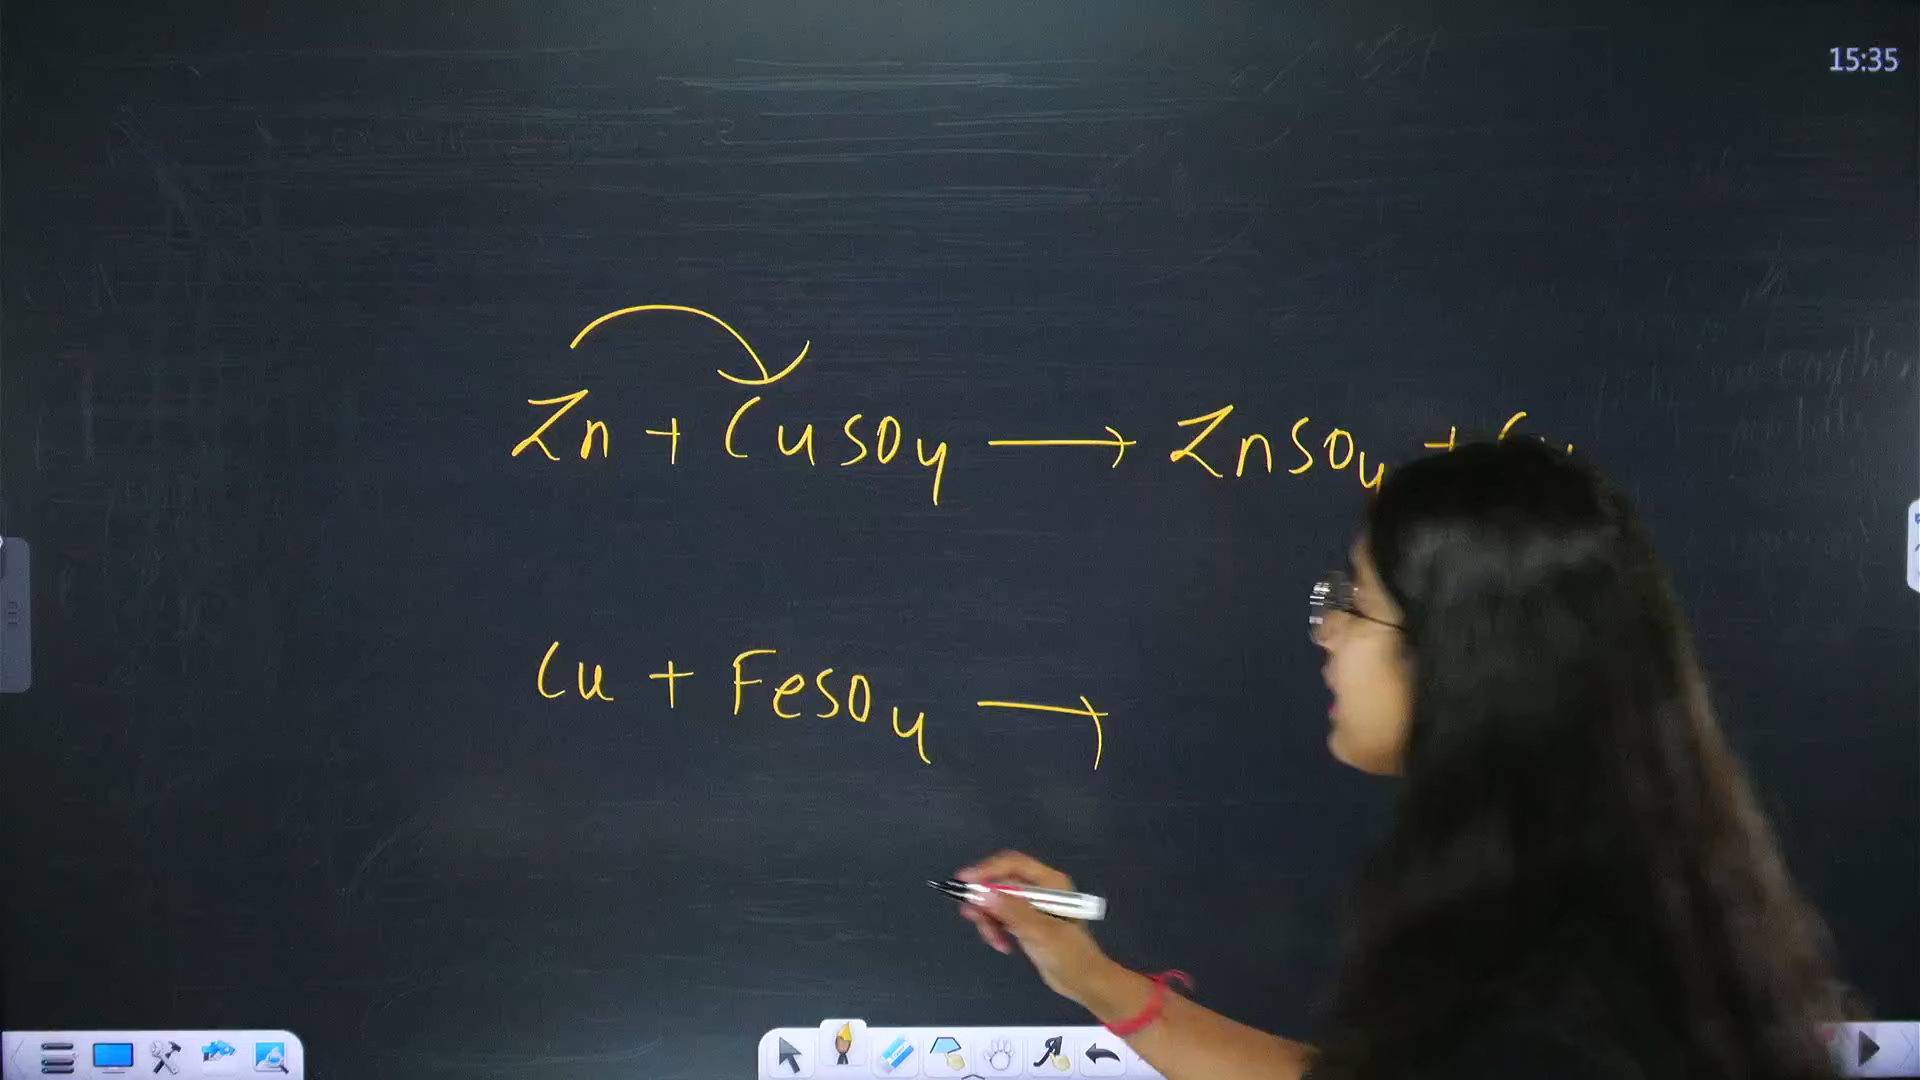 15:35
Zn + CuSO4 → ZnSO4 +
Cu + FeSO4 →